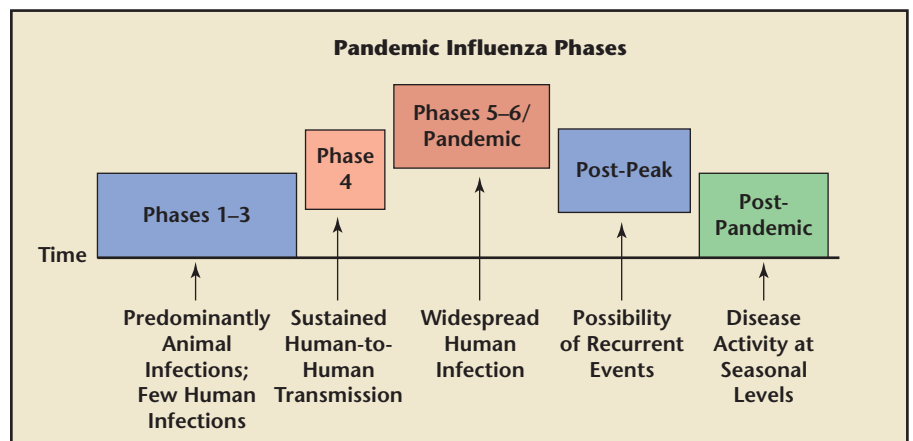 Pandemic Influenza Phases
Phases 5–6/
Pandemic
Phase
4
Post-Peak
Phases 1–3
Post-
Pandemic
Time
Predominantly
Animal
Infections;
Few Human
Infections
Sustained
Human-to-
Human
Transmission
Widespread
Human
Infection
Possibility
of Recurrent
Events
Disease
Activity at
Seasonal
Levels